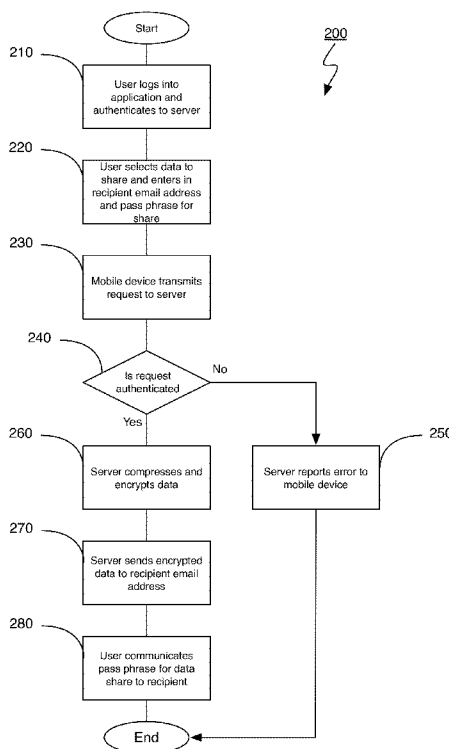 Start
200
210
User logs into
application and
authenticates to server
220
User selects data to
share and enters in
recipient email address
and pass phrase for
share
230
Mobile device transmits
request to server
240
Is request
authenticated
No
Yes
260
Server compresses and
encrypts data
250
Server reports error to
mobile device
270
Server sends encrypted
data to recipient email
address
280
User communicates
pass phrase for data
share to recipient
End